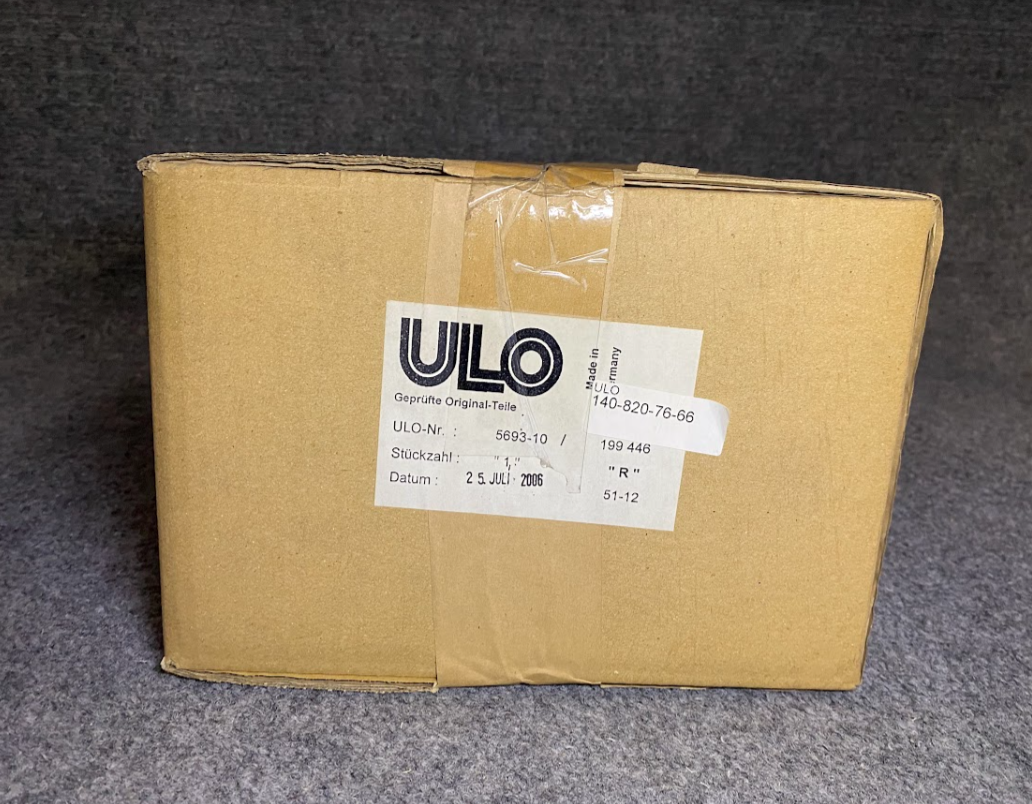 ULO
Geprüfte Original-Teile
Made in
ULO
140-820-76-66
ULO-Nr. : 5693-10 / 199 446
Stückzahl : " 1, " " R "
Datum : 25. JULI 2006 51-12